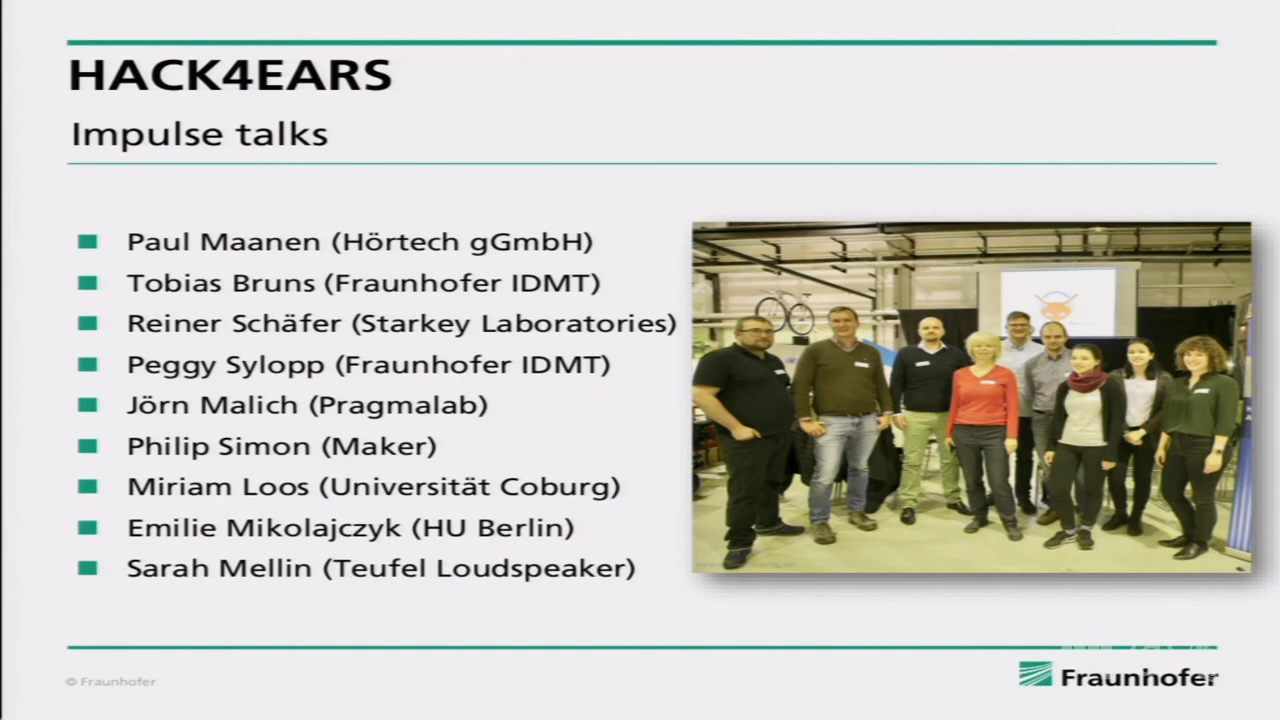 HACK4EARS
Impulse talks
Paul Maanen (Hörtech gGmbH)
Tobias Bruns (Fraunhofer IDMT)
Reiner Schäfer (Starkey Laboratories)
Peggy Sylopp (Fraunhofer IDMT)
Jörn Malich (Pragmalab)
Philip Simon (Maker)
Miriam Loos (Universität Coburg)
Emilie Mikolajczyk (HU Berlin)
Sarah Mellin (Teufel Loudspeaker)
© Fraunhofer
Fraunhofer